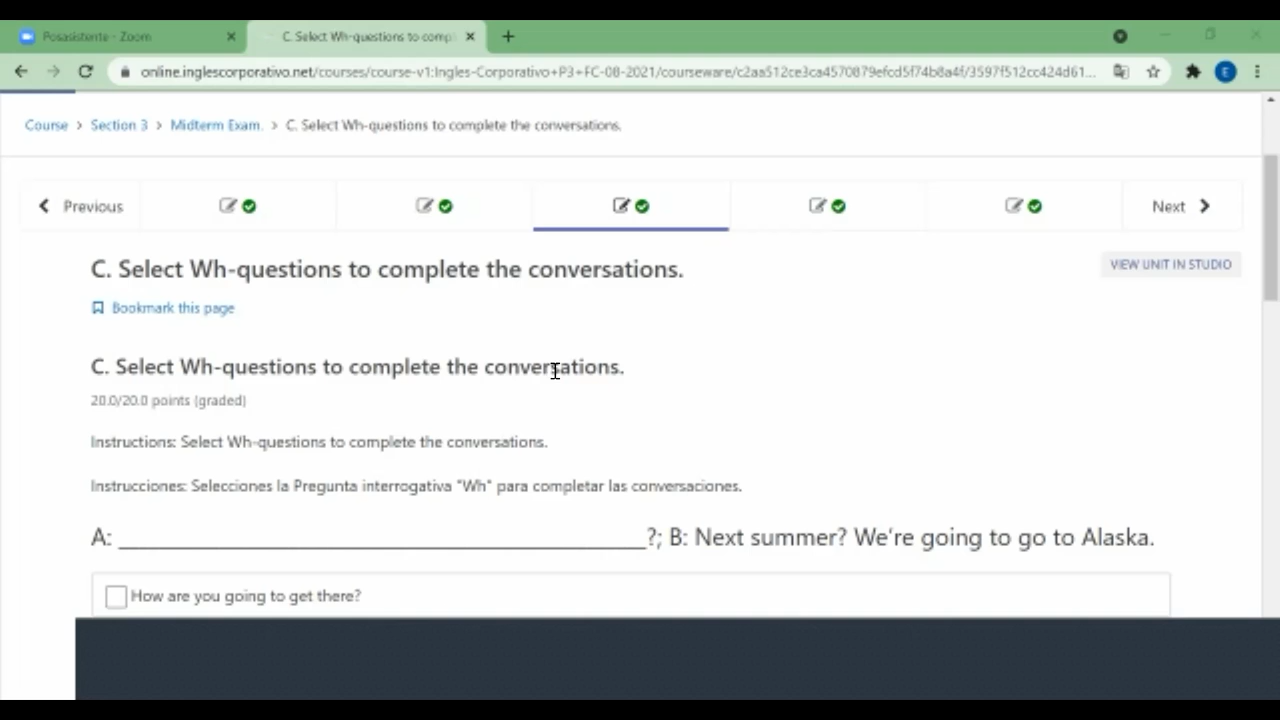 Posasistente - Zoom
C. Select Wh-questions to comp
online.inglescorporativo.net/courses/course-v1:Ingles-Corporativo+P3+FC-08-2021/courseware/c2aa512ce3ca4570879efcd5f74b8a4f/3597f512cc424d61...
E
Course > Section 3 > Midterm Exam. > C. Select Wh-questions to complete the conversations.
Previous
Next
C. Select Wh-questions to complete the conversations.
VIEW UNIT IN STUDIO
Bookmark this page
C. Select Wh-questions to complete the conversations.
20.0/20.0 points (graded)
Instructions: Select Wh-questions to complete the conversations.
Instrucciones: Selecciones la Pregunta interrogativa "Wh" para completar las conversaciones.
A: ______________________________________?; B: Next summer? We're going to go to Alaska.
How are you going to get there?